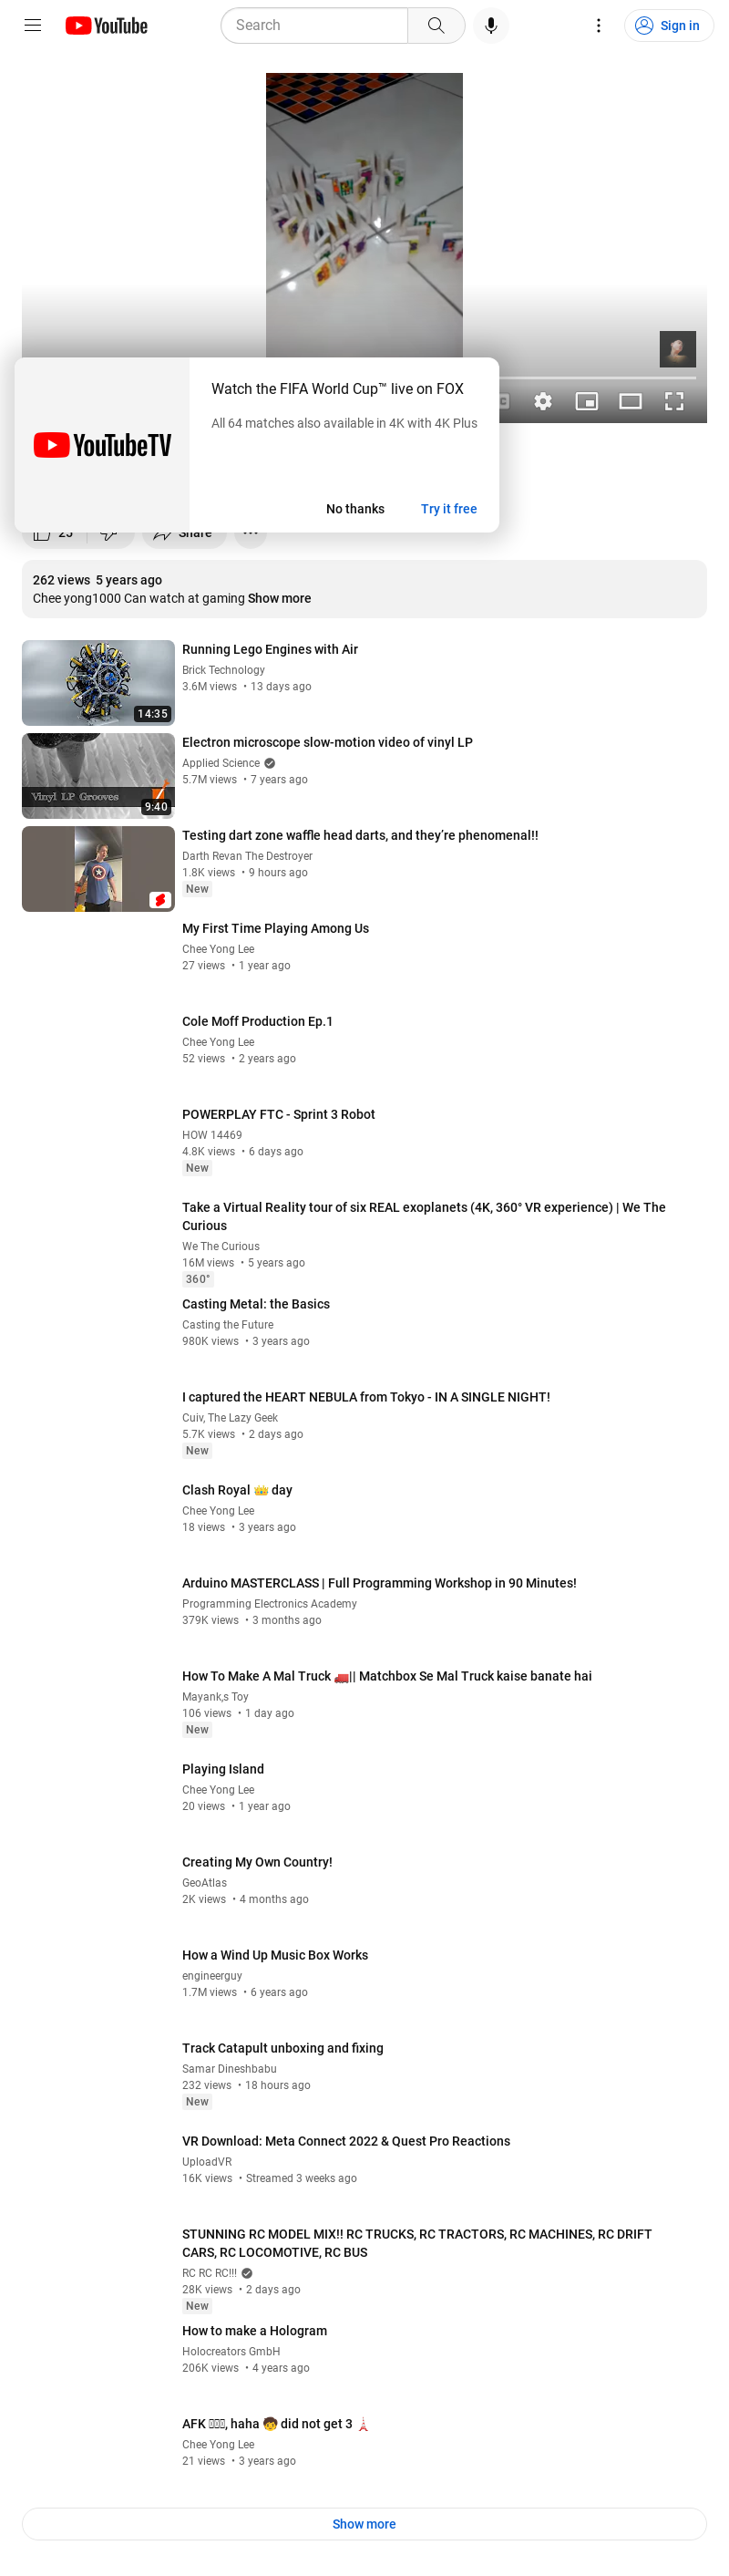 YouTube
Search
Sign in
Watch the FIFA World Cup™ live on FOX
All 64 matches also available in 4K with 4K Plus
YouTubeTV
No thanks
Try it free
25
Share
262 views 5 years ago
Chee yong1000 Can watch at gaming Show more
Running Lego Engines with Air
Brick Technology
3.6M views • 13 days ago
14:35
Electron microscope slow-motion video of vinyl LP
Applied Science
5.7M views • 7 years ago
Vinyl LP Grooves
9:40
Testing dart zone waffle head darts, and they’re phenomenal!!
Darth Revan The Destroyer
1.8K views • 9 hours ago
New
My First Time Playing Among Us
Chee Yong Lee
27 views • 1 year ago
Cole Moff Production Ep.1
Chee Yong Lee
52 views • 2 years ago
POWERPLAY FTC - Sprint 3 Robot
HOW 14469
4.8K views • 6 days ago
New
Take a Virtual Reality tour of six REAL exoplanets (4K, 360° VR experience) | We The
Curious
We The Curious
16M views • 5 years ago
360°
Casting Metal: the Basics
Casting the Future
980K views • 3 years ago
I captured the HEART NEBULA from Tokyo - IN A SINGLE NIGHT!
Cuiv, The Lazy Geek
5.7K views • 2 days ago
New
Clash Royal 👑 day
Chee Yong Lee
18 views • 3 years ago
Arduino MASTERCLASS | Full Programming Workshop in 90 Minutes!
Programming Electronics Academy
379K views • 3 months ago
How To Make A Mal Truck 🚛|| Matchbox Se Mal Truck kaise banate hai
Mayank,s Toy
106 views • 1 day ago
New
Playing Island
Chee Yong Lee
20 views • 1 year ago
Creating My Own Country!
GeoAtlas
2K views • 4 months ago
How a Wind Up Music Box Works
engineerguy
1.7M views • 6 years ago
Track Catapult unboxing and fixing
Samar Dineshbabu
232 views • 18 hours ago
New
VR Download: Meta Connect 2022 & Quest Pro Reactions
UploadVR
16K views • Streamed 3 weeks ago
STUNNING RC MODEL MIX!! RC TRUCKS, RC TRACTORS, RC MACHINES, RC DRIFT
CARS, RC LOCOMOTIVE, RC BUS
RC RC RC!!!
28K views • 2 days ago
New
How to make a Hologram
Holocreators GmbH
206K views • 4 years ago
AFK , haha 🧒 did not get 3 🗼
Chee Yong Lee
21 views • 3 years ago
Show more